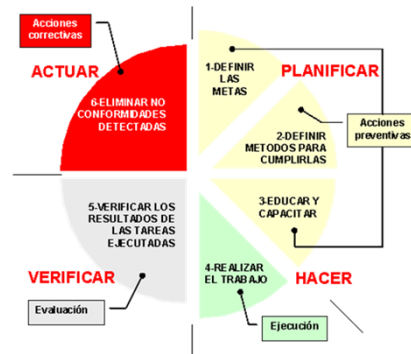 Acciones
correctivas
ACTUAR
6-ELIMINAR NO
CONFORMIDADES
DETECTADAS
1-DEFINIR
LAS
METAS
PLANIFICAR
2-DEFINIR
METODOS PARA
CUMPLIRLAS
Acciones
preventivas
3-EDUCAR Y
CAPACITAR
5-VERIFICAR LOS
RESULTADOS DE
LAS TAREAS
EJECUTADAS
4-REALIZAR
EL TRABAJO
VERIFICAR
HACER
Evaluación
Ejecución